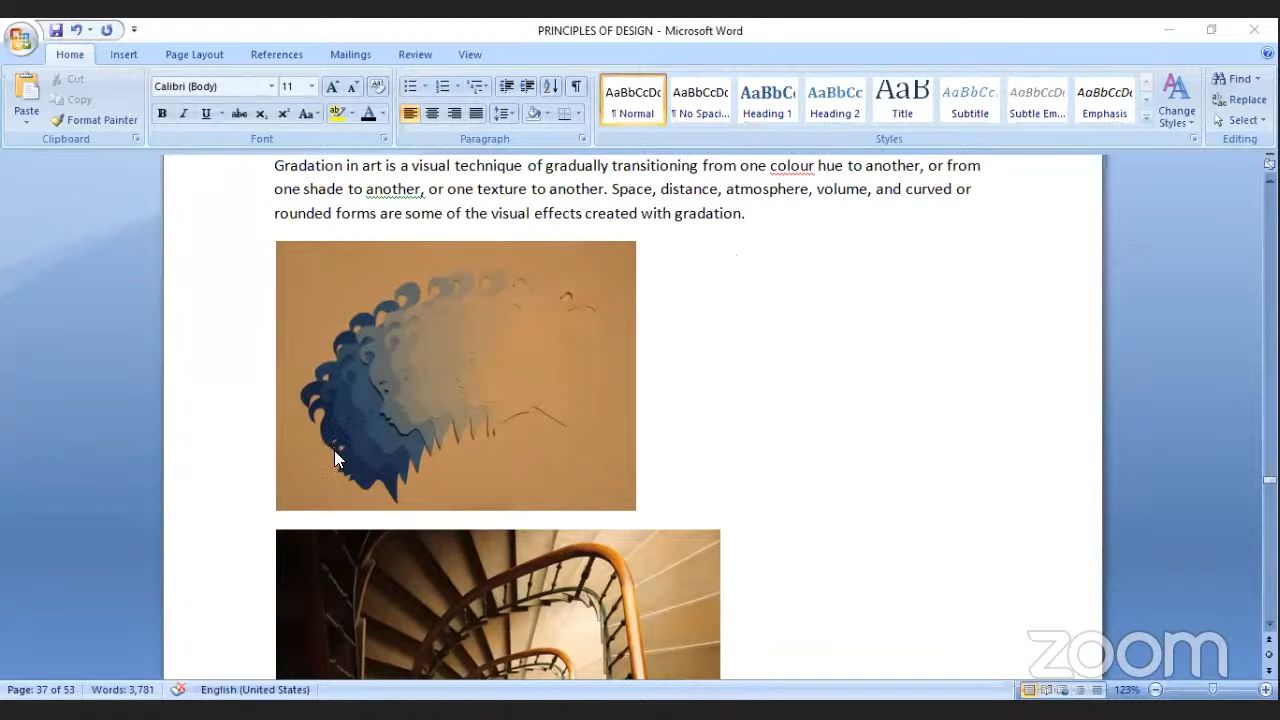 PRINCIPLES OF DESIGN - Microsoft Word
Home Insert Page Layout References Mailings Review View
Paste
Cut
Copy
Format Painter
Clipboard
Calibri (Body) 11
B I U abc x₂ x² Aa ab A
Font
Paragraph
AaBbCcDc AaBbCcDc AaBbC AaBbCc AaB AaBbCc. AaBbCcDc AaBbCcDc
¶ Normal ¶ No Spaci... Heading 1 Heading 2 Title Subtitle Subtle Em... Emphasis
Change
Styles
Styles
Find
Replace
Select
Editing
Gradation in art is a visual technique of gradually transitioning from one colour hue to another, or from
one shade to another, or one texture to another. Space, distance, atmosphere, volume, and curved or
rounded forms are some of the visual effects created with gradation.
zoom
Page: 37 of 53 Words: 3,781 English (United States) 123%